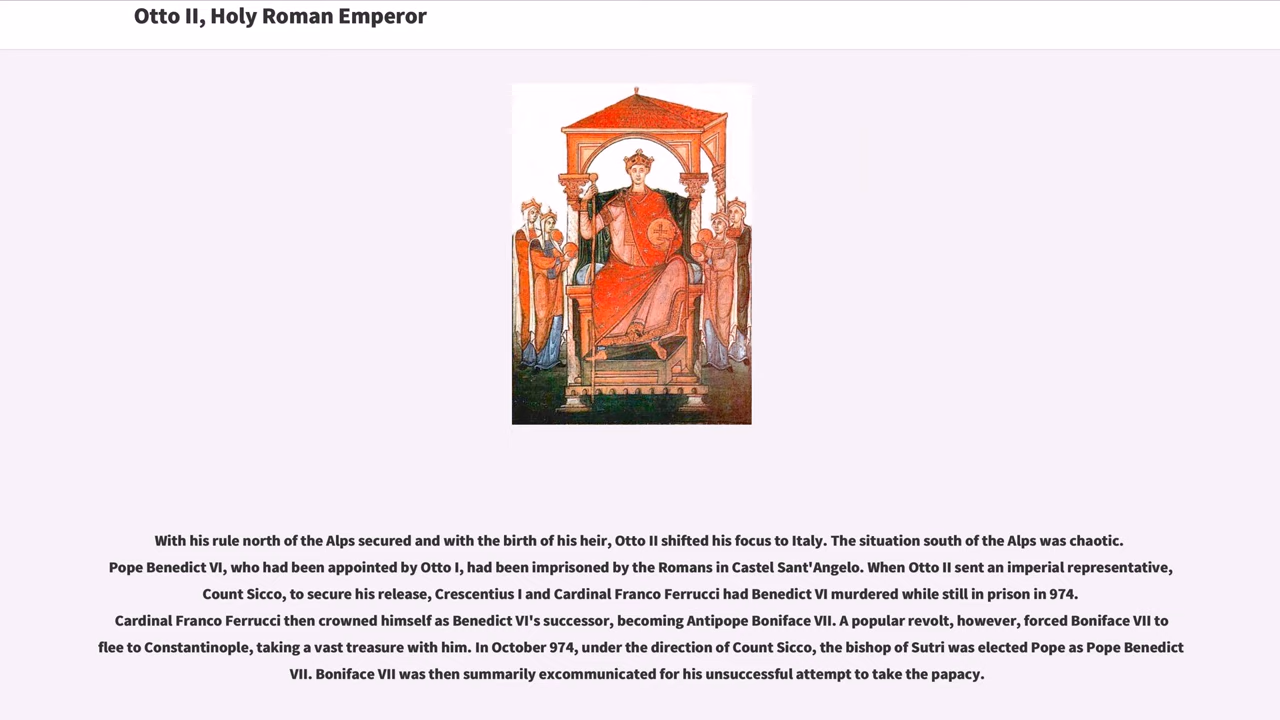 Otto II, Holy Roman Emperor
With his rule north of the Alps secured and with the birth of his heir, Otto II shifted his focus to Italy. The situation south of the Alps was chaotic.
Pope Benedict VI, who had been appointed by Otto I, had been imprisoned by the Romans in Castel Sant'Angelo. When Otto II sent an imperial representative,
Count Sicco, to secure his release, Crescentius I and Cardinal Franco Ferrucci had Benedict VI murdered while still in prison in 974.
Cardinal Franco Ferrucci then crowned himself as Benedict VI's successor, becoming Antipope Boniface VII. A popular revolt, however, forced Boniface VII to
flee to Constantinople, taking a vast treasure with him. In October 974, under the direction of Count Sicco, the bishop of Sutri was elected Pope as Pope Benedict
VII. Boniface VII was then summarily excommunicated for his unsuccessful attempt to take the papacy.